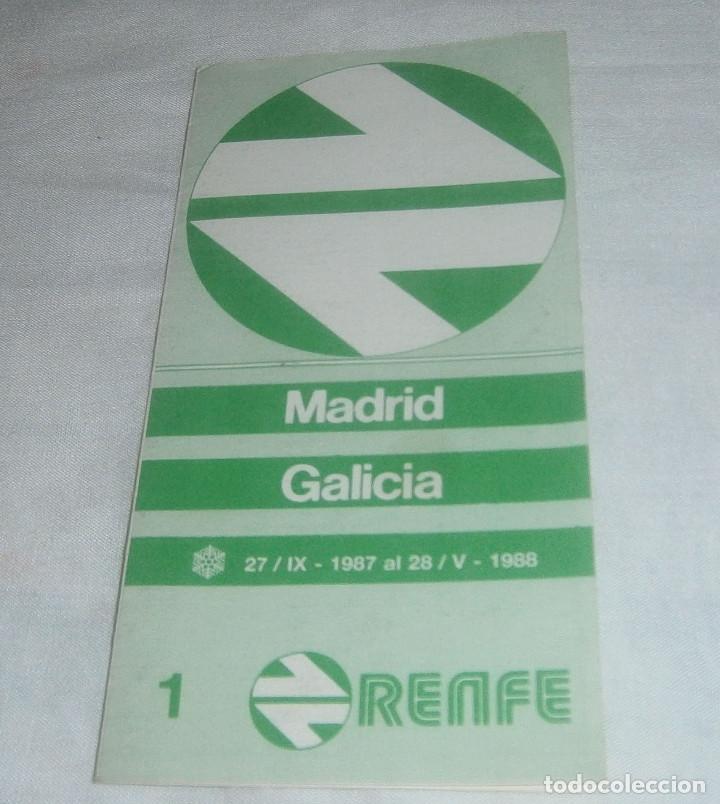 Madrid
Galicia
27 / IX - 1987 al 28 / V - 1988
1 RENFE
todocoleccion